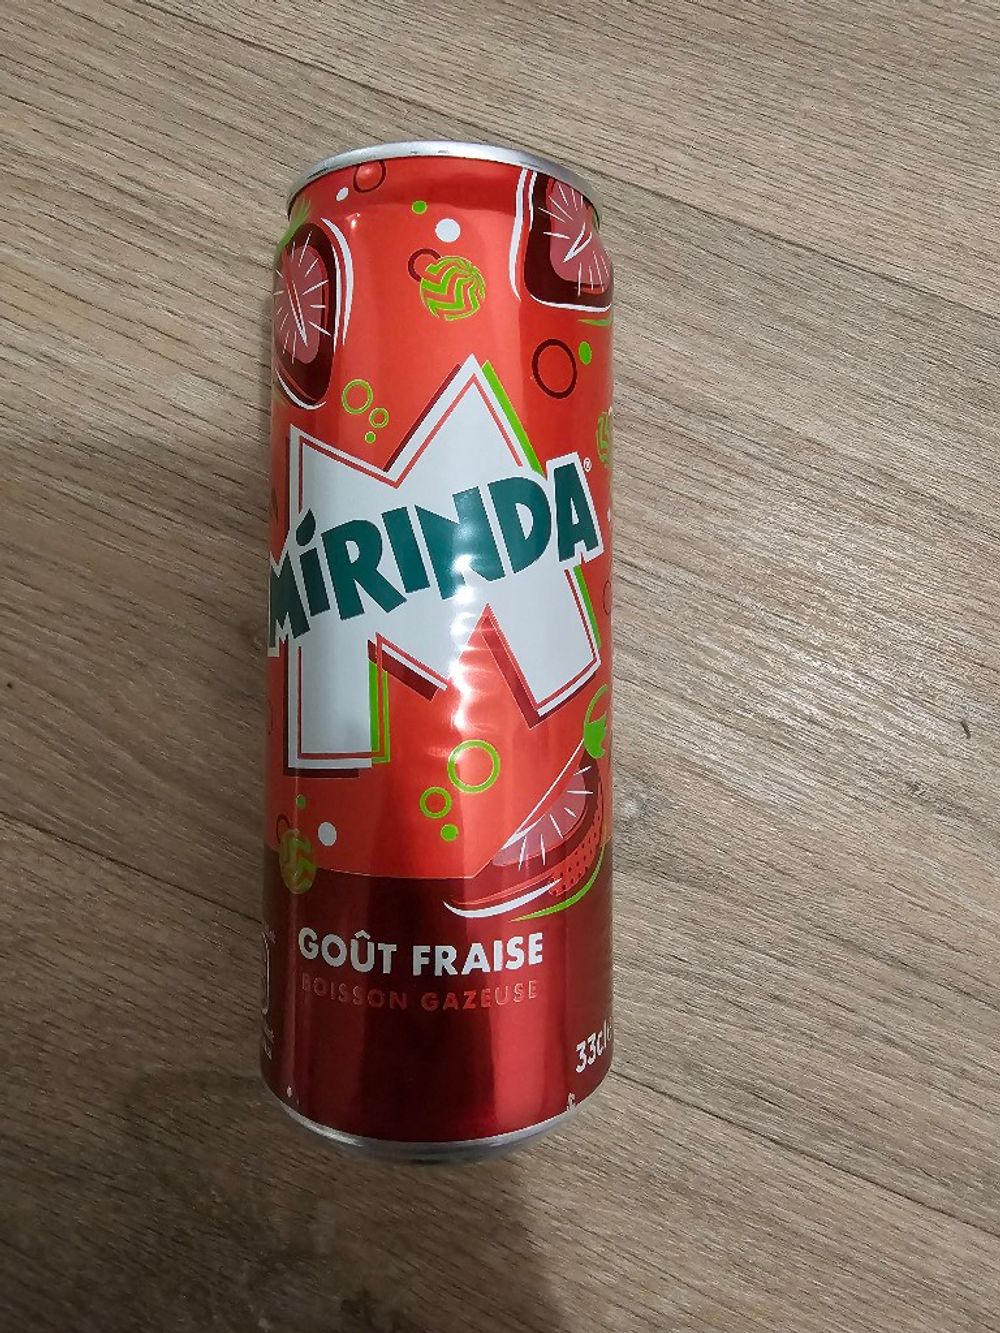 MIRINDA®
GOÛT FRAISE
BOISSON GAZEUSE
33cl